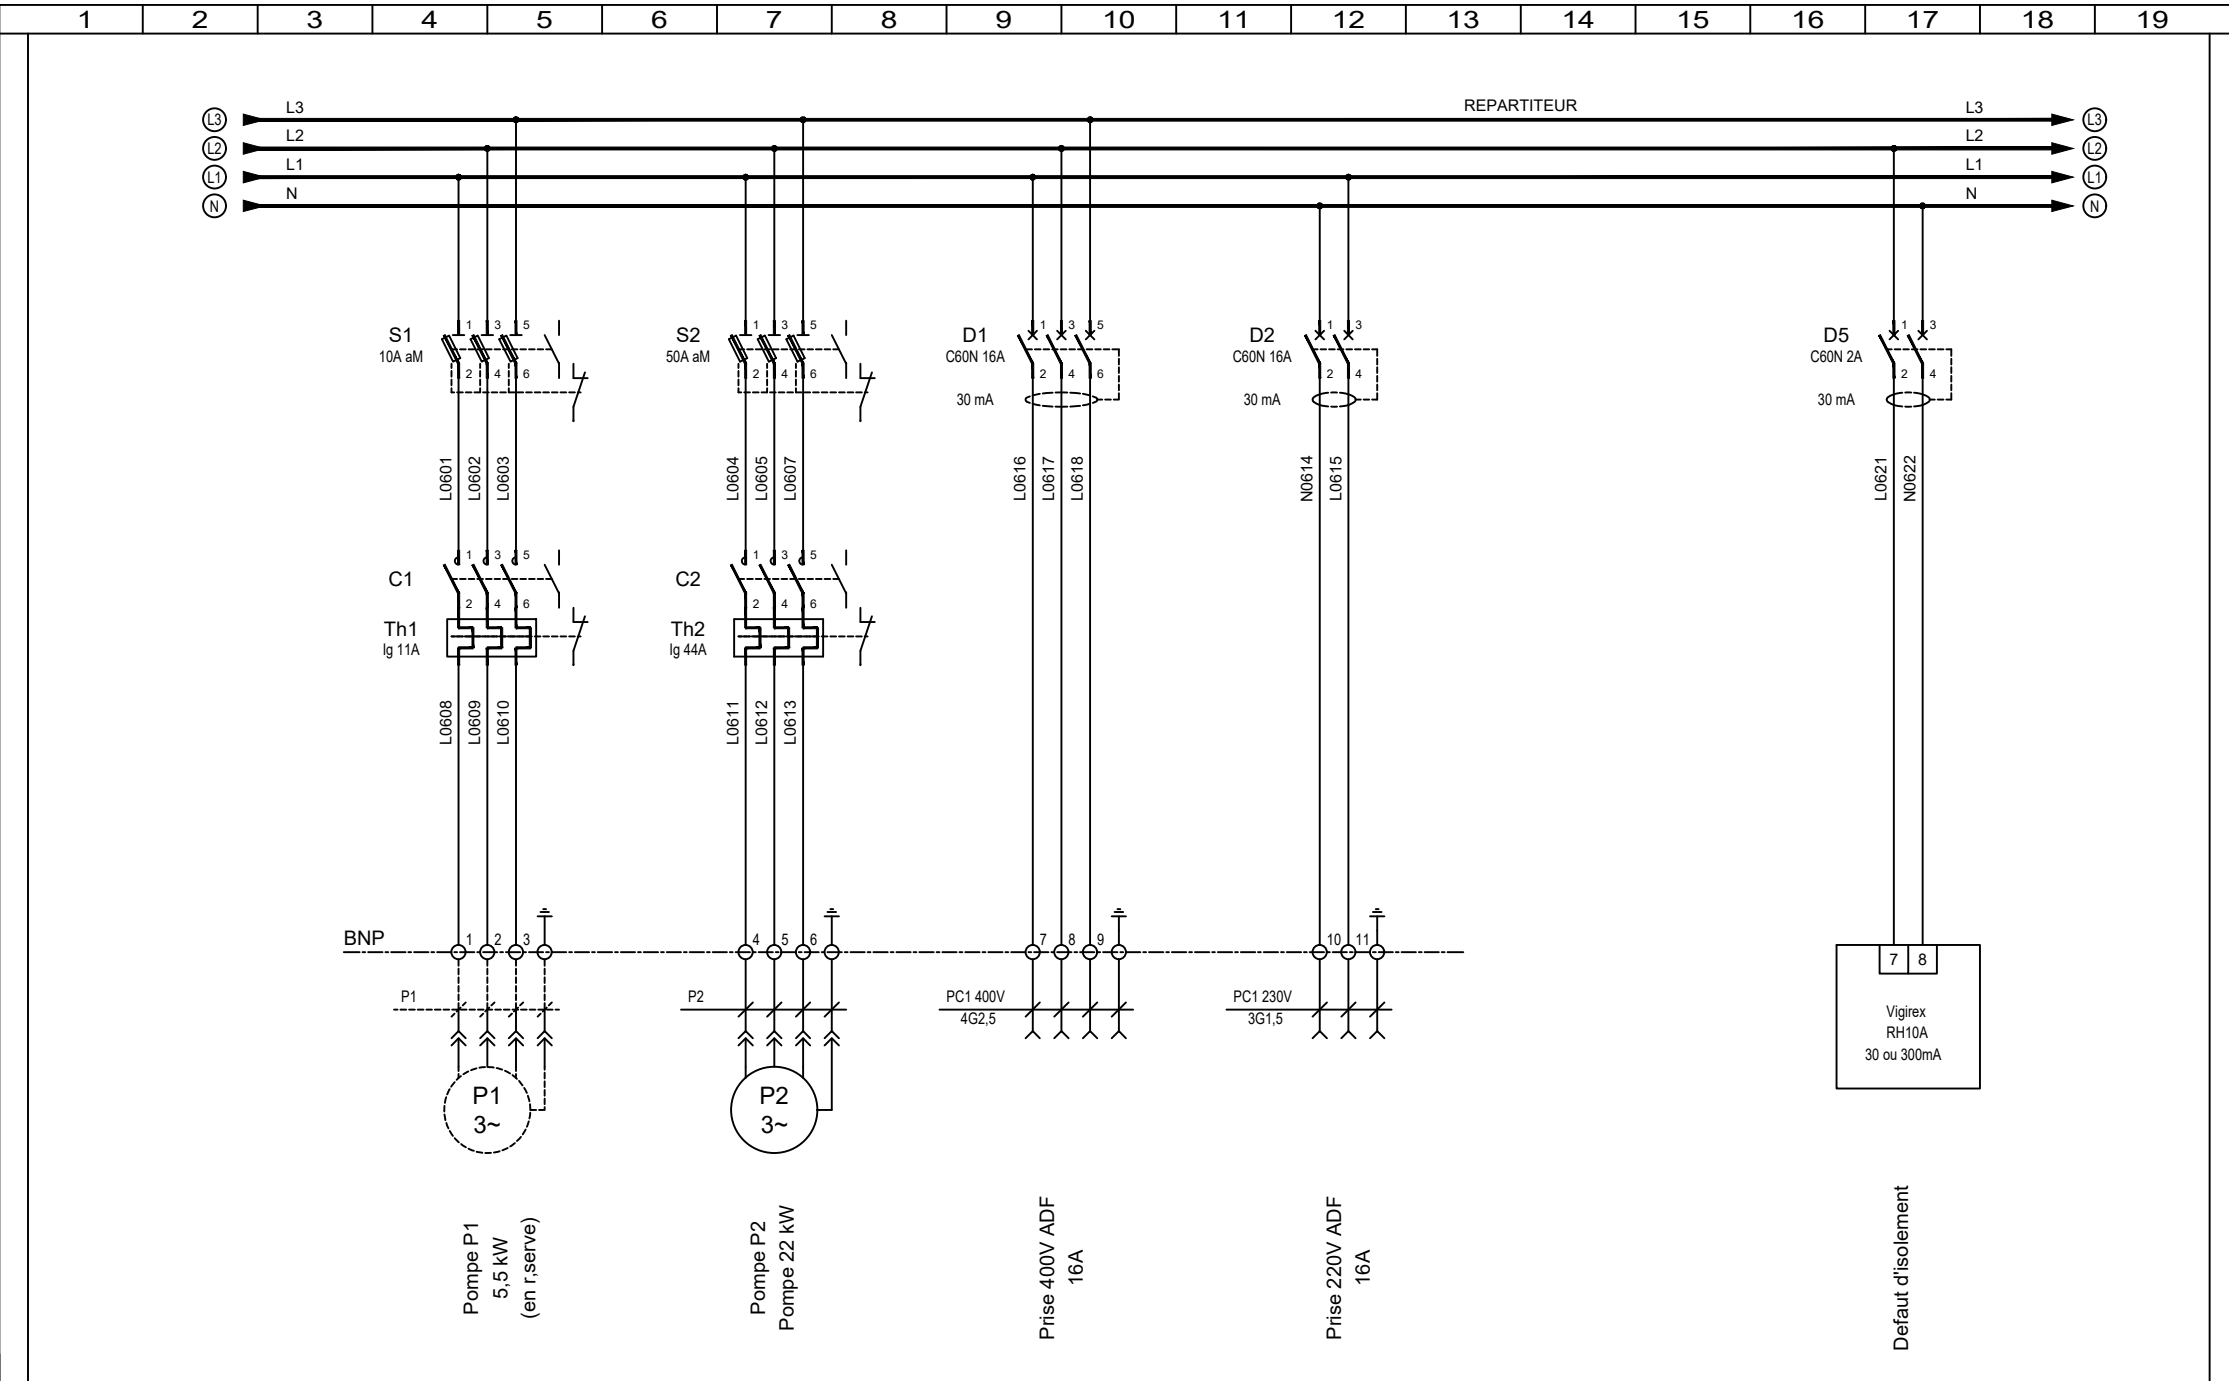 1 2 3 4 5 6 7 8 9 10 11 12 13 14 15 16 17 18 19
L3 L3 REPARTITEUR L3 L3
L2 L2 L2 L2
L1 L1 L1 L1
N N N N
S1 1 3 5 S2 1 3 5 D1 1 3 5 D2 1 3 D5 1 3
10A aM 50A aM C60N 16A C60N 16A C60N 2A
2 4 6 2 4 6 2 4 6 2 4 2 4
30 mA 30 mA 30 mA
L0601 L0602 L0603 L0604 L0605 L0607 L0616 L0617 L0618 N0614 L0615 L0621 N0622
1 3 5 1 3 5
C1 C2
2 4 6 2 4 6
Th1 Th2
Ig 11A Ig 44A
L0608 L0609 L0610 L0611 L0612 L0613
BNP 1 2 3 4 5 6 7 8 9 10 11
7 8
P1 P2 PC1 400V PC1 230V
4G2,5 3G1,5
Vigirex
RH10A
30 ou 300mA
P1 P2
3~ 3~
Pompe P1
5,5 kW
(en r,serve)
Pompe P2
Pompe 22 kW
Prise 400V ADF
16A
Prise 220V ADF
16A
Defaut d'isolement